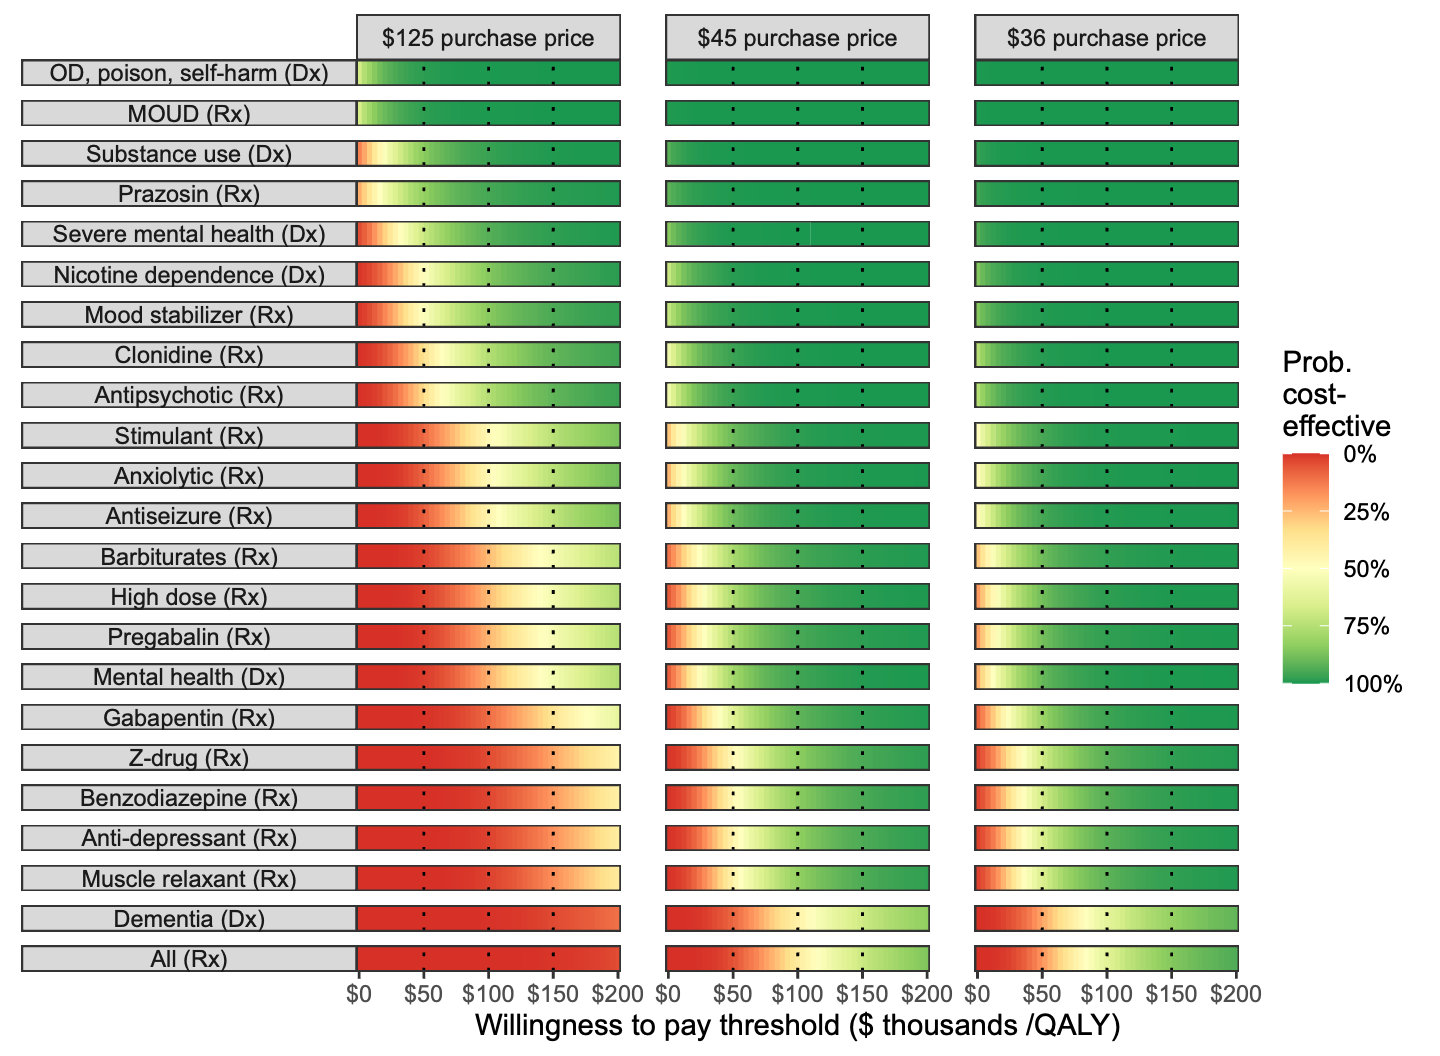 $125 purchase price
$45 purchase price
$36 purchase price
OD, poison, self-harm (Dx)
MOUD (Rx)
Substance use (Dx)
Prazosin (Rx)
Severe mental health (Dx)
Nicotine dependence (Dx)
Mood stabilizer (Rx)
Clonidine (Rx)
Antipsychotic (Rx)
Stimulant (Rx)
Anxiolytic (Rx)
Antiseizure (Rx)
Barbiturates (Rx)
High dose (Rx)
Pregabalin (Rx)
Mental health (Dx)
Gabapentin (Rx)
Z-drug (Rx)
Benzodiazepine (Rx)
Anti-depressant (Rx)
Muscle relaxant (Rx)
Dementia (Dx)
All (Rx)
$0 $50 $100 $150 $200
$0 $50 $100 $150 $200
$0 $50 $100 $150 $200
Willingness to pay threshold ($ thousands /QALY)
Prob.
cost-
effective
0%
25%
50%
75%
100%